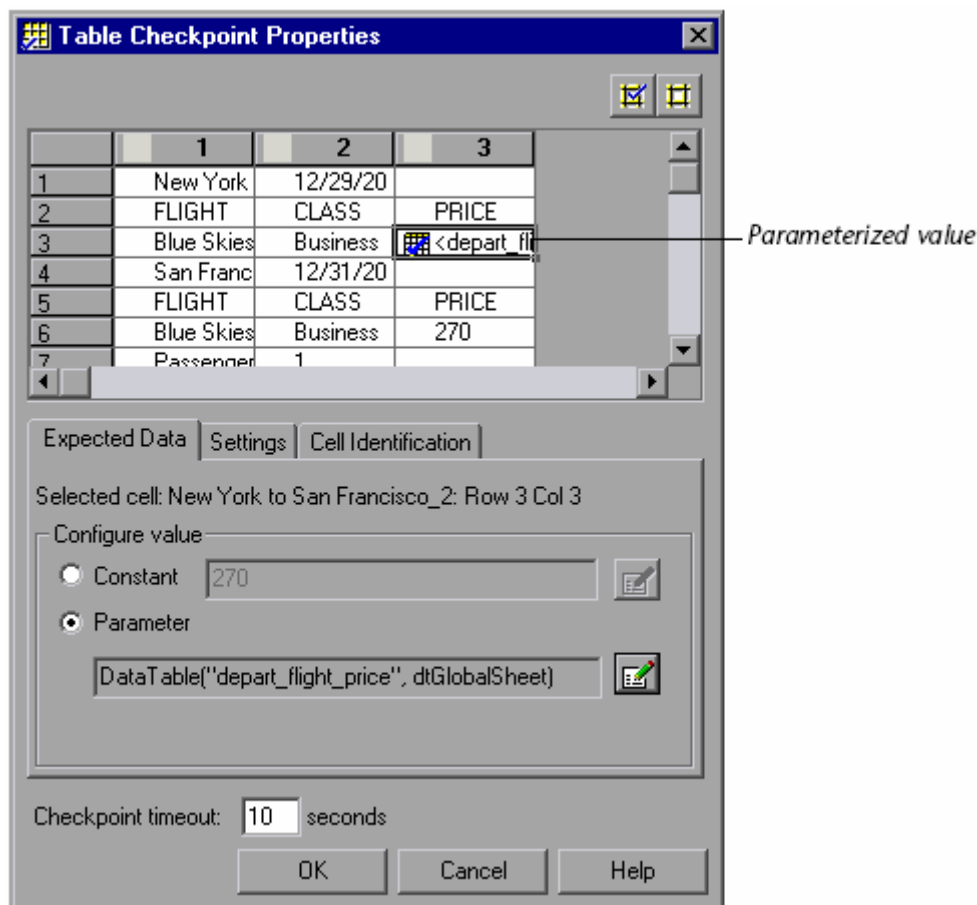 Table Checkpoint Properties
1 2 3
1 New York 12/29/20
2 FLIGHT CLASS PRICE
3 Blue Skies Business <depart_fli
Parameterized value
4 San Franc 12/31/20
5 FLIGHT CLASS PRICE
6 Blue Skies Business 270
7 Passenger 1
Expected Data Settings Cell Identification
Selected cell: New York to San Francisco_2: Row 3 Col 3
Configure value
Constant 270
Parameter
DataTable("depart_flight_price", dtGlobalSheet)
Checkpoint timeout: 10 seconds
OK Cancel Help